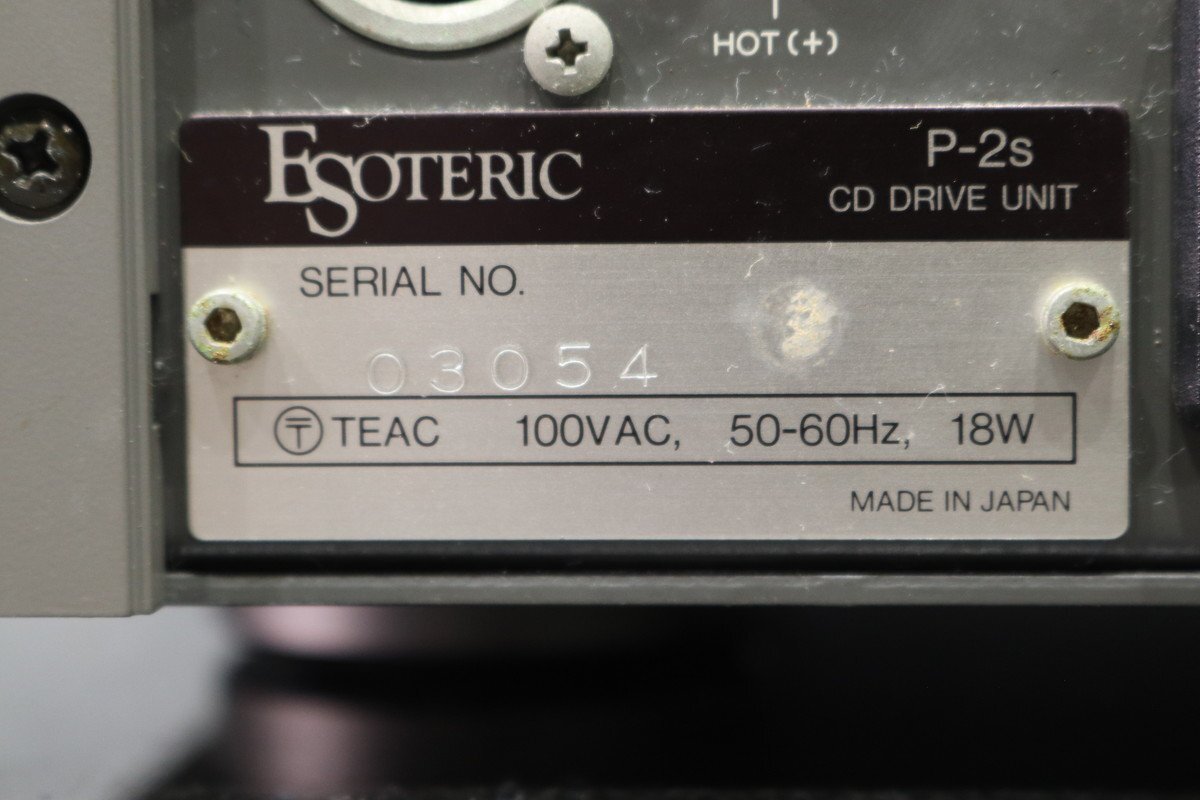 HOT (+)
ESOTERIC
P-2s
CD DRIVE UNIT
SERIAL NO.
03054
〒 TEAC 100VAC, 50-60Hz, 18W
MADE IN JAPAN